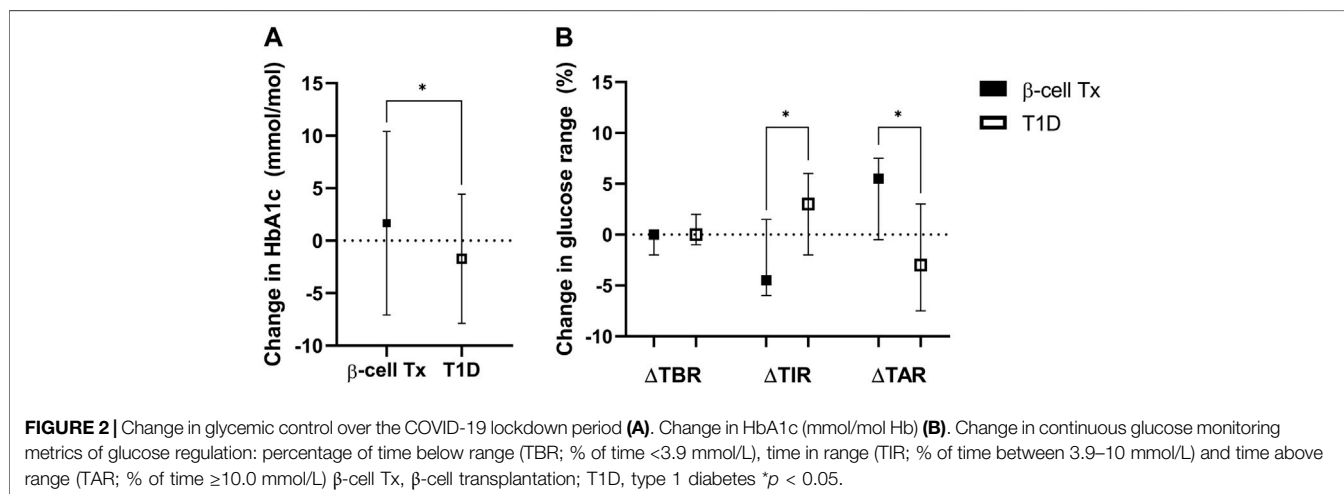 A
B
Change in HbA1c (mmol/mol)
15
10
5
0
-5
-10
*
β-cell Tx
T1D
Change in glucose range (%)
15
10
5
0
-5
-10
*
*
ΔTBR
ΔTIR
ΔTAR
β-cell Tx
T1D
FIGURE 2 | Change in glycemic control over the COVID-19 lockdown period (A). Change in HbA1c (mmol/mol Hb) (B). Change in continuous glucose monitoring
metrics of glucose regulation: percentage of time below range (TBR; % of time <3.9 mmol/L), time in range (TIR; % of time between 3.9–10 mmol/L) and time above
range (TAR; % of time ≥10.0 mmol/L) β-cell Tx, β-cell transplantation; T1D, type 1 diabetes *p < 0.05.